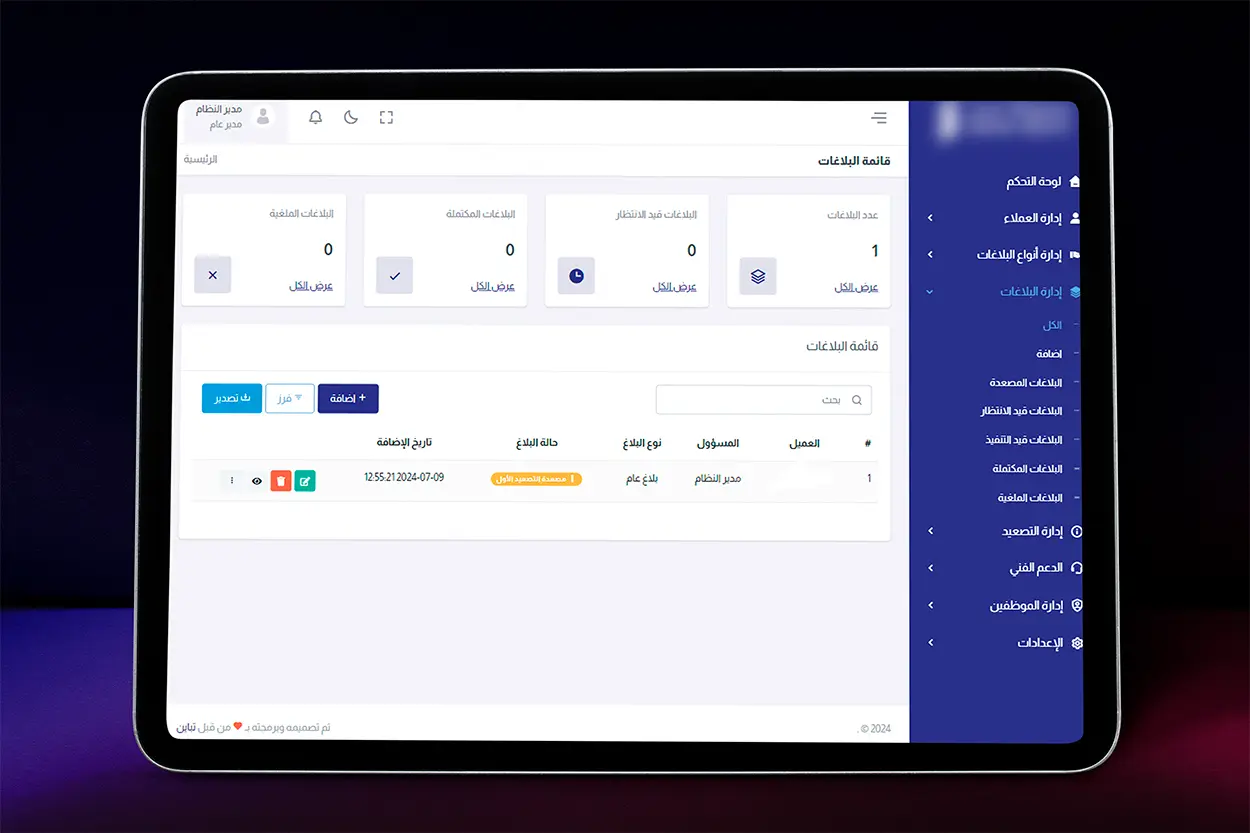 مدير النظام
مدير عام
قائمة البلاغات
الرئيسية
لوحة التحكم
إدارة العملاء
إدارة أنواع البلاغات
إدارة البلاغات
الكل
اضافة
البلاغات المصعدة
البلاغات قيد الانتظار
البلاغات قيد التنفيذ
البلاغات المكتملة
البلاغات الملغية
إدارة التصعيد
الدعم الفني
إدارة الموظفين
الإعدادات
عدد البلاغات
1
عرض الكل
البلاغات قيد الانتظار
0
عرض الكل
البلاغات المكتملة
0
عرض الكل
البلاغات الملغية
0
عرض الكل
قائمة البلاغات
بحث
+ اضافة
فرز
تصدير
# العميل المسؤول نوع البلاغ حالة البلاغ تاريخ الإضافة
1 مدير النظام بلاغ عام مصعدة التصعيد الأول 12:55:21 2024-07-09
2024 © .
تم تصميمه وبرمجته بـ ❤ من قبل تباين